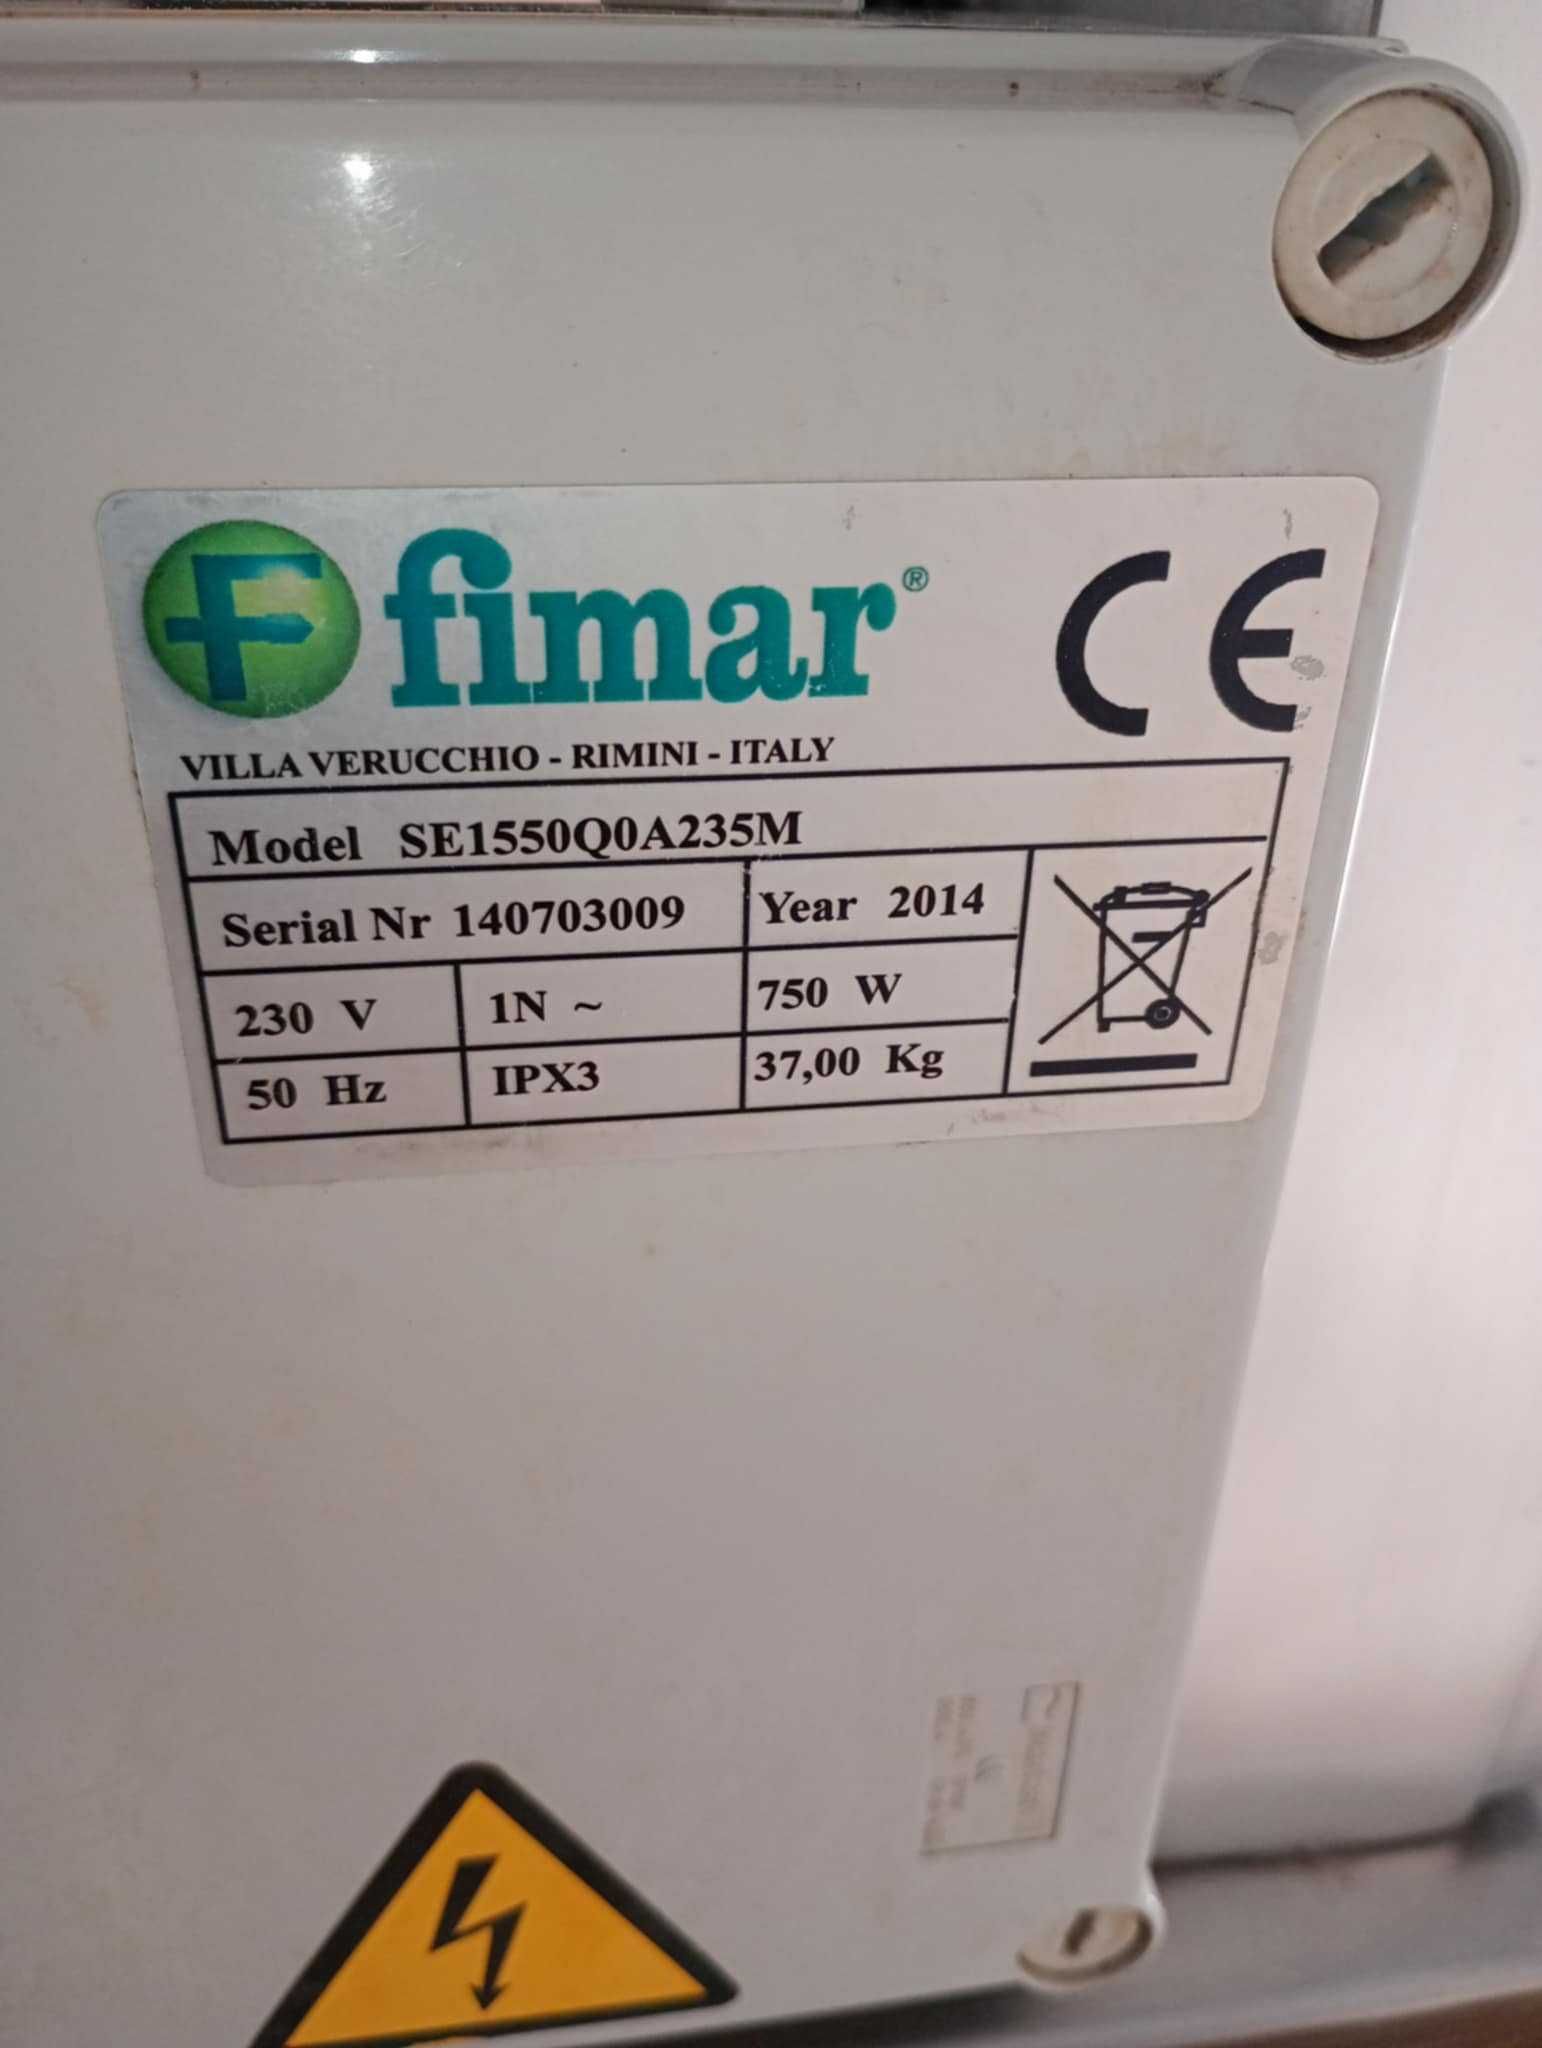 fimar®
CE
VILLA VERUCCHIO - RIMINI - ITALY
Model SE1550Q0A235M
Serial Nr 140703009 Year 2014
230 V 1N ~ 750 W
50 Hz IPX3 37,00 Kg